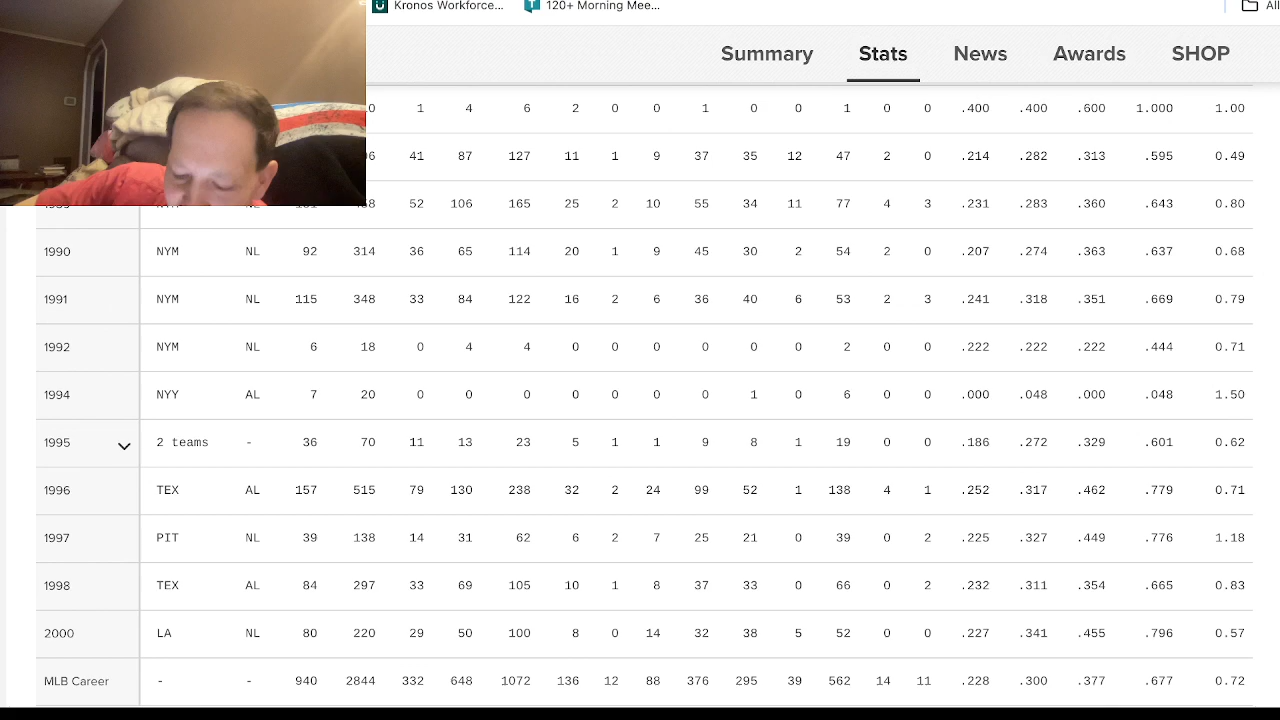 Kronos Workforce... 120+ Morning Mee... All
Summary Stats News Awards SHOP
0 1 4 6 2 0 0 1 0 0 1 0 0 .400 .400 .600 1.000 1.00
41 87 127 11 1 9 37 35 12 47 2 0 .214 .282 .313 .595 0.49
52 106 165 25 2 10 55 34 11 77 4 3 .231 .283 .360 .643 0.80
1990 NYM NL 92 314 36 65 114 20 1 9 45 30 2 54 2 0 .207 .274 .363 .637 0.68
1991 NYM NL 115 348 33 84 122 16 2 6 36 40 6 53 2 3 .241 .318 .351 .669 0.79
1992 NYM NL 6 18 0 4 4 0 0 0 0 0 0 2 0 0 .222 .222 .222 .444 0.71
1994 NYY AL 7 20 0 0 0 0 0 0 0 1 0 6 0 0 .000 .048 .000 .048 1.50
1995 2 teams - 36 70 11 13 23 5 1 1 9 8 1 19 0 0 .186 .272 .329 .601 0.62
1996 TEX AL 157 515 79 130 238 32 2 24 99 52 1 138 4 1 .252 .317 .462 .779 0.71
1997 PIT NL 39 138 14 31 62 6 2 7 25 21 0 39 0 2 .225 .327 .449 .776 1.18
1998 TEX AL 84 297 33 69 105 10 1 8 37 33 0 66 0 2 .232 .311 .354 .665 0.83
2000 LA NL 80 220 29 50 100 8 0 14 32 38 5 52 0 0 .227 .341 .455 .796 0.57
MLB Career - - 940 2844 332 648 1072 136 12 88 376 295 39 562 14 11 .228 .300 .377 .677 0.72